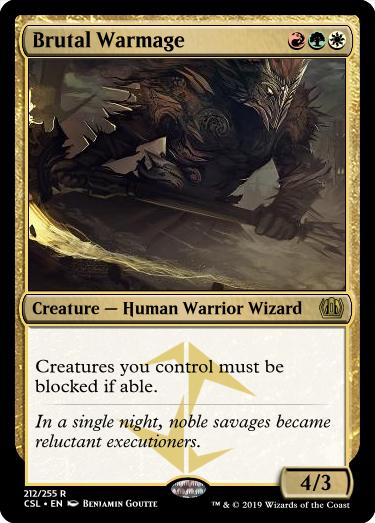 Brutal Warmage
Creature — Human Warrior Wizard
Creatures you control must be
blocked if able.
In a single night, noble savages became
reluctant executioners.
4/3
212/255 R
CSL • EN Benjamin Goutte
™ & © 2019 Wizards of the Coast